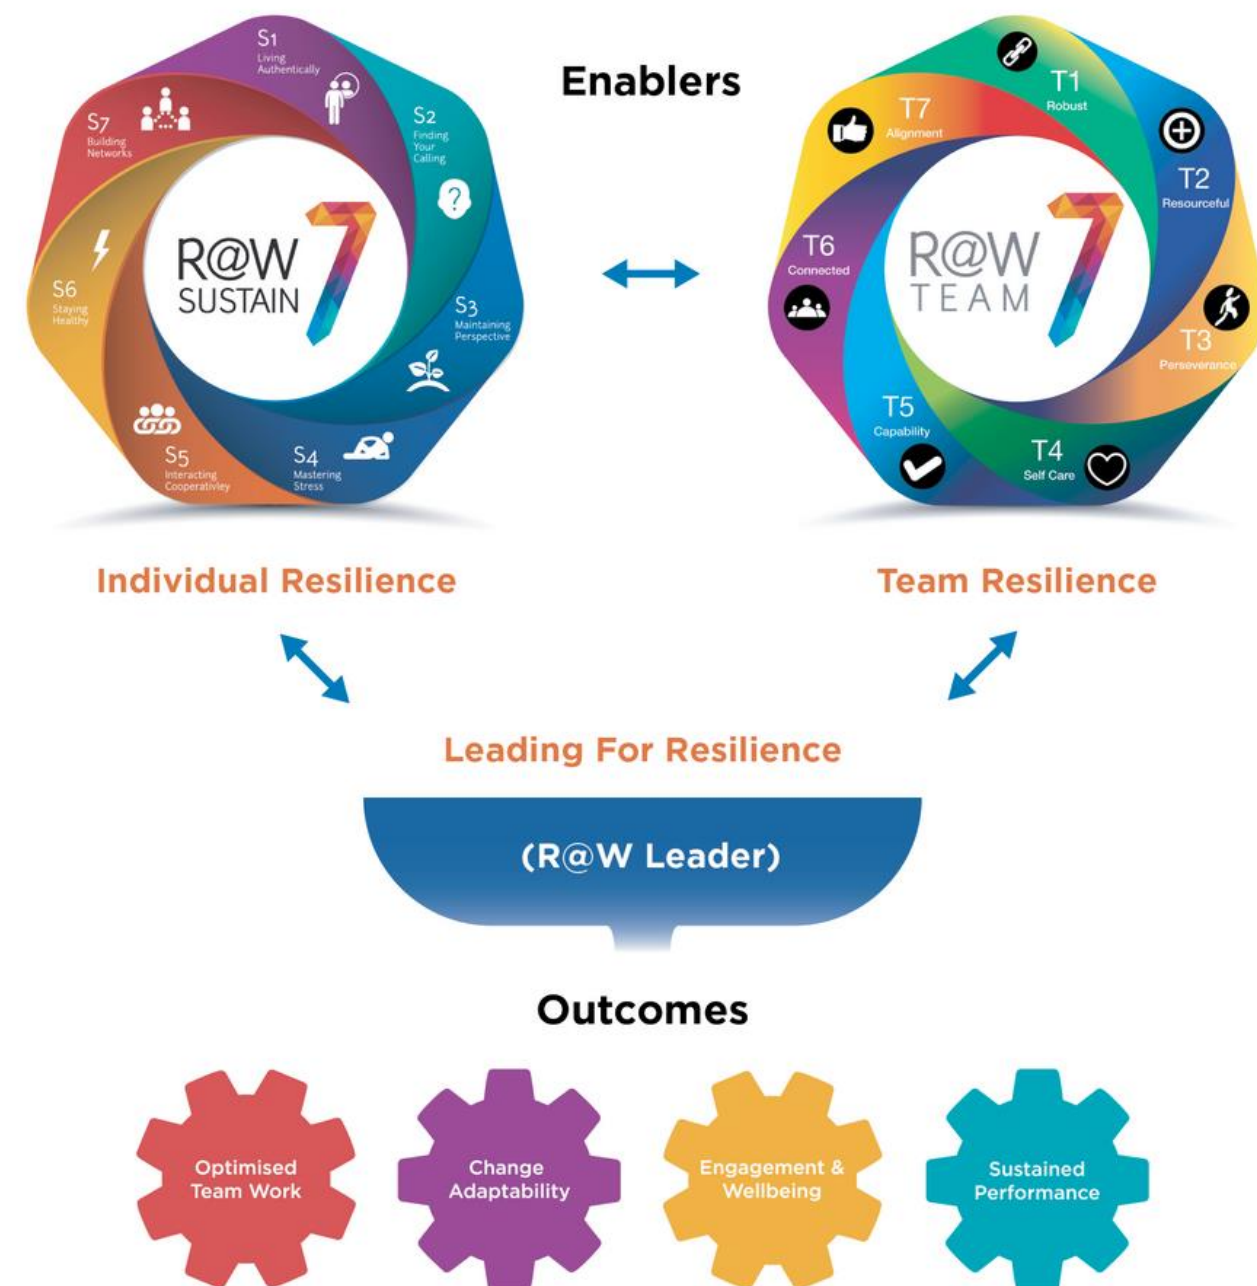 Enablers
S1
Living
Authentically
S2
Finding
Your
Calling
S3
Maintaining
Perspective
S4
Mastering
Stress
S5
Interacting
Cooperativley
S6
Staying
Healthy
S7
Building
Networks
R@W 7
SUSTAIN
?
T1
Robust
T2
Resourceful
T3
Perseverance
T4
Self Care
T5
Capability
T6
Connected
T7
Alignment
R@W 7
TEAM
Individual Resilience
Team Resilience
Leading For Resilience
(R@W Leader)
Outcomes
Optimised
Team Work
Change
Adaptability
Engagement &
Wellbeing
Sustained
Performance